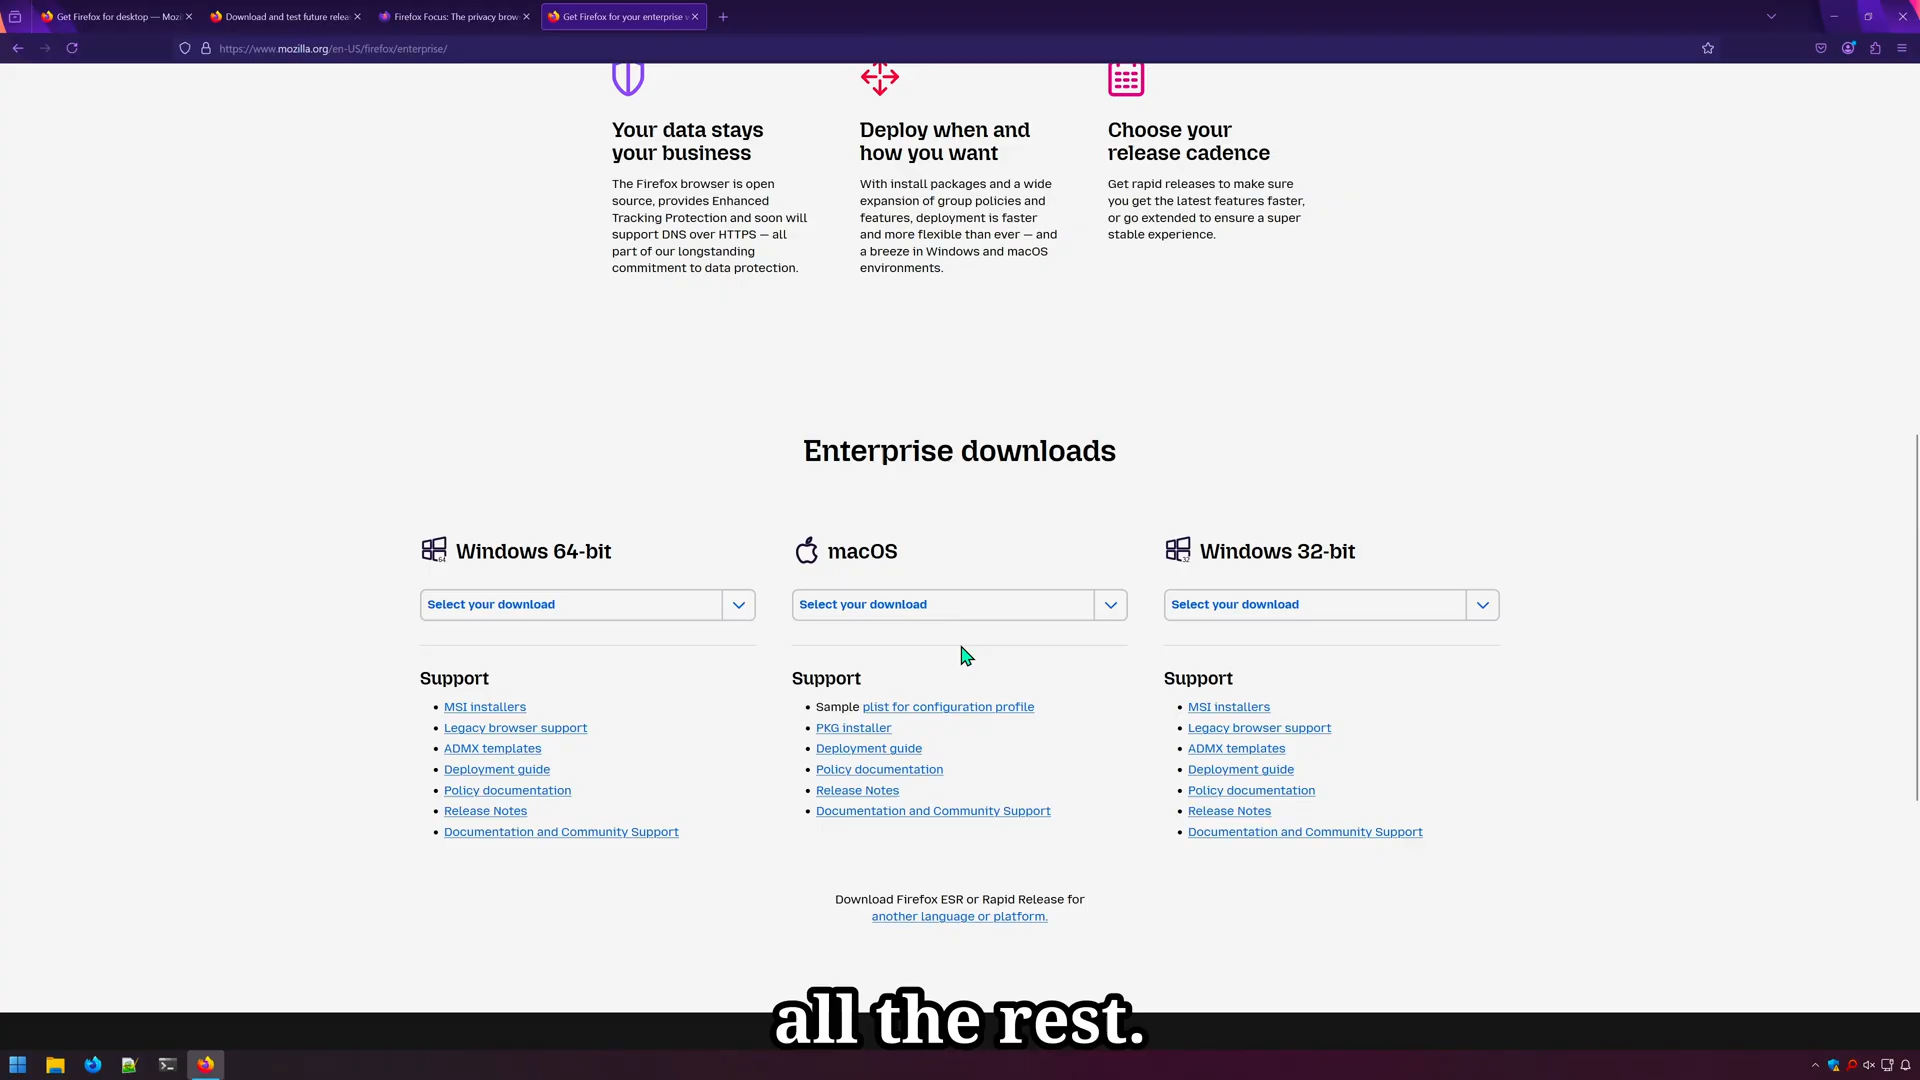 Get Firefox for desktop — Mozi
Download and test future relea
Firefox Focus: The privacy brow
Get Firefox for your enterprise v
https://www.mozilla.org/en-US/firefox/enterprise/
Your data stays
your business
The Firefox browser is open
source, provides Enhanced
Tracking Protection and soon will
support DNS over HTTPS — all
part of our longstanding
commitment to data protection.
Deploy when and
how you want
With install packages and a wide
expansion of group policies and
features, deployment is faster
and more flexible than ever — and
a breeze in Windows and macOS
environments.
Choose your
release cadence
Get rapid releases to make sure
you get the latest features faster,
or go extended to ensure a super
stable experience.
Enterprise downloads
64 Windows 64-bit
Select your download
Support
• MSI installers
• Legacy browser support
• ADMX templates
• Deployment guide
• Policy documentation
• Release Notes
• Documentation and Community Support
macOS
Select your download
Support
• Sample plist for configuration profile
• PKG installer
• Deployment guide
• Policy documentation
• Release Notes
• Documentation and Community Support
32 Windows 32-bit
Select your download
Support
• MSI installers
• Legacy browser support
• ADMX templates
• Deployment guide
• Policy documentation
• Release Notes
• Documentation and Community Support
Download Firefox ESR or Rapid Release for
another language or platform.
all the rest.